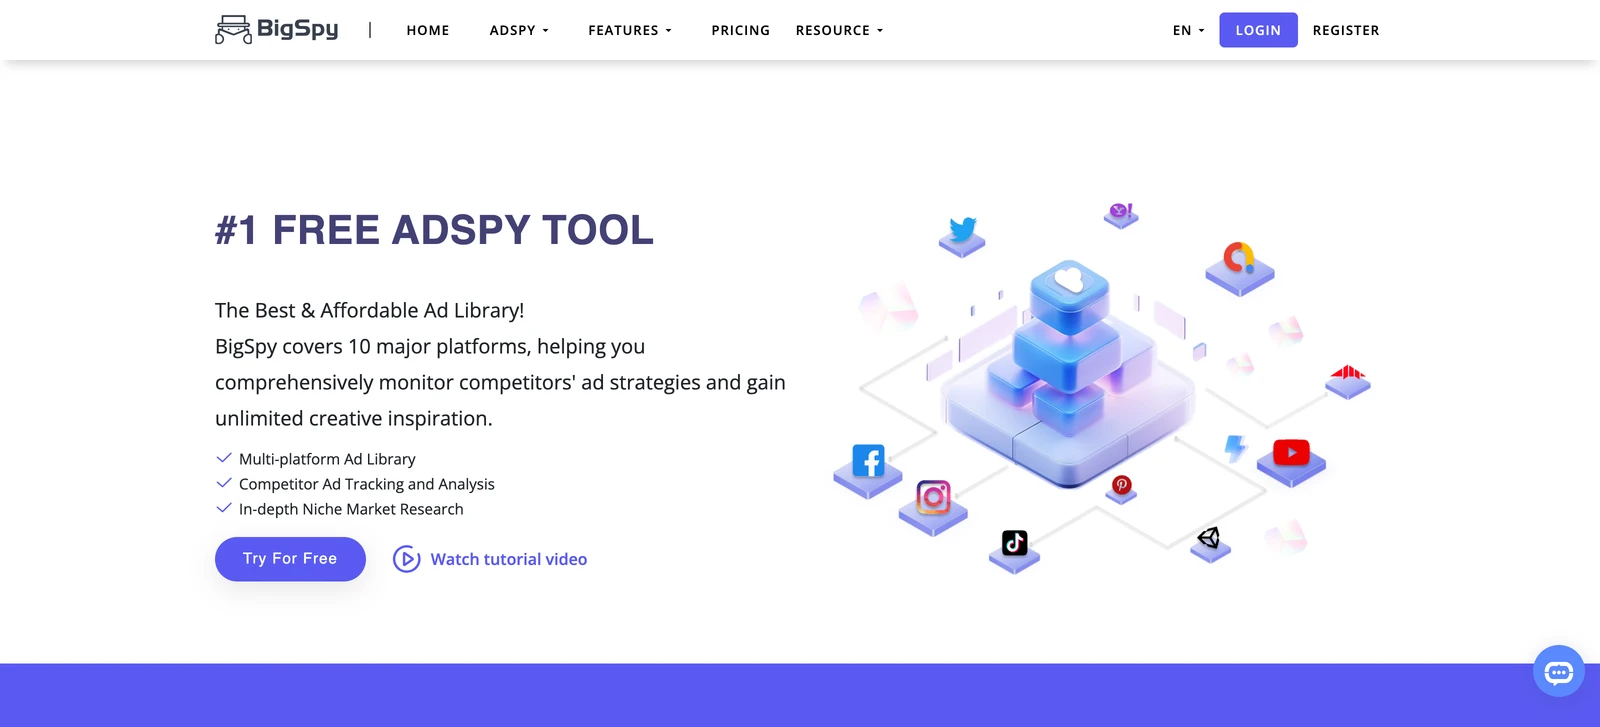 BigSpy
HOME
ADSPY
FEATURES
PRICING
RESOURCE
EN
LOGIN
REGISTER
#1 FREE ADSPY TOOL
The Best & Affordable Ad Library!
BigSpy covers 10 major platforms, helping you
comprehensively monitor competitors' ad strategies and gain
unlimited creative inspiration.
Multi-platform Ad Library
Competitor Ad Tracking and Analysis
In-depth Niche Market Research
Try For Free
Watch tutorial video